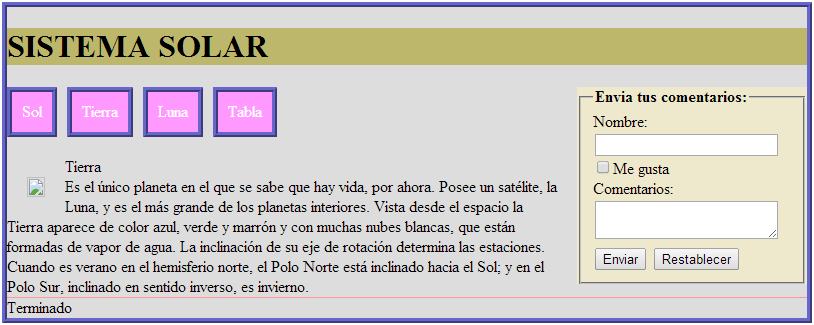 SISTEMA SOLAR
Sol
Tierra
Luna
Tabla
Tierra
Es el único planeta en el que se sabe que hay vida, por ahora. Posee un satélite, la
Luna, y es el más grande de los planetas interiores. Vista desde el espacio la
Tierra aparece de color azul, verde y marrón y con muchas nubes blancas, que están
formadas de vapor de agua. La inclinación de su eje de rotación determina las estaciones.
Cuando es verano en el hemisferio norte, el Polo Norte está inclinado hacia el Sol; y en el
Polo Sur, inclinado en sentido inverso, es invierno.
Envia tus comentarios:
Nombre:
Me gusta
Comentarios:
Enviar
Restablecer
Terminado